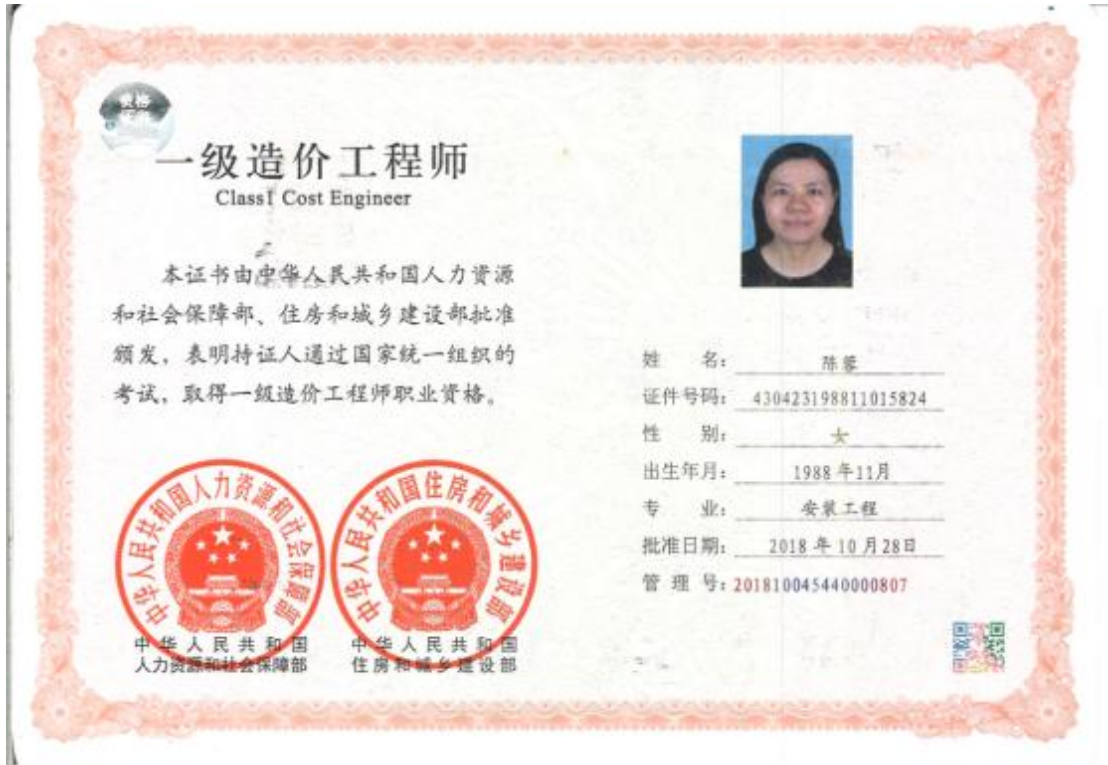 资格
一级造价工程师
Class1 Cost Engineer
本证书由中华人民共和国人力资源
和社会保障部、住房和城乡建设部批准
颁发，表明持证人通过国家统一组织的
考试，取得一级造价工程师职业资格。
中华人民共和国人力资源和社会保障部
中华人民共和国住房和城乡建设部
中华人民共和国
人力资源和社会保障部
中华人民共和国
住房和城乡建设部
姓 名：陈蓉
证件号码：430423198811015824
性 别：女
出生年月：1988年11月
专 业：安装工程
批准日期：2018年10月28日
管 理 号：201810045440000807